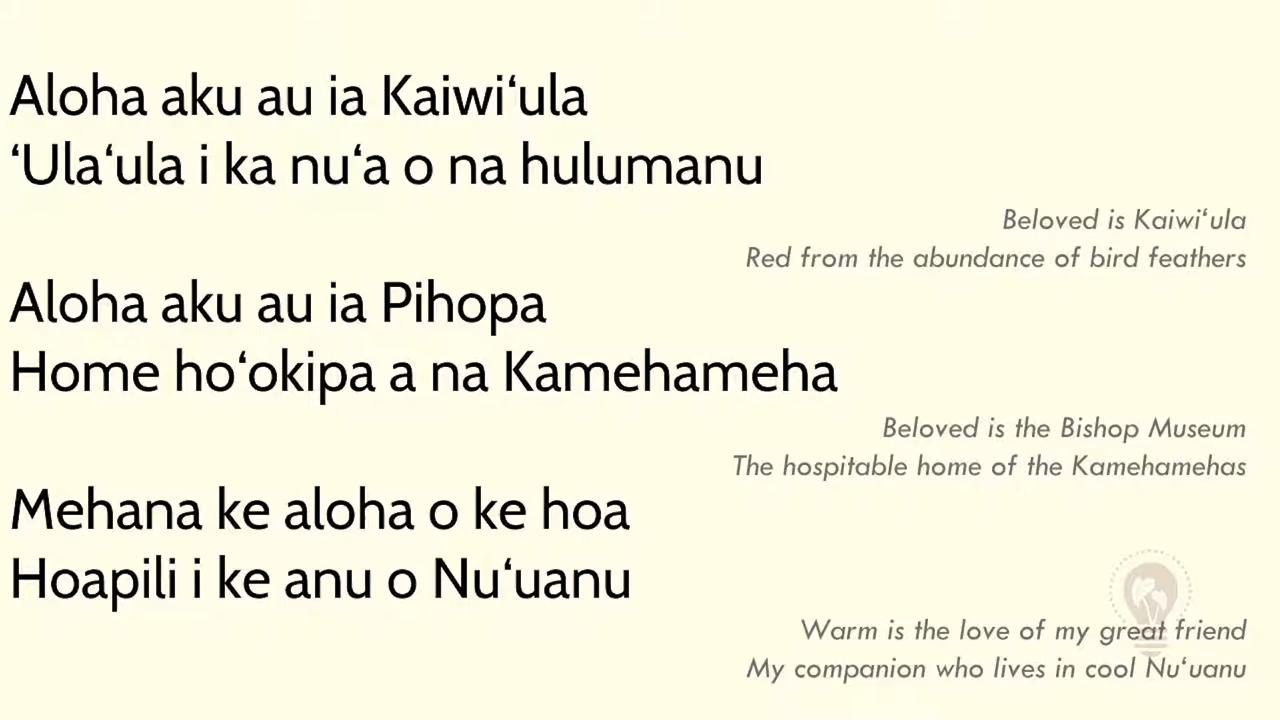 Aloha aku au ia Kaiwiʻula
ʻUlaʻula i ka nuʻa o na hulumanu
Beloved is Kaiwiʻula
Red from the abundance of bird feathers
Aloha aku au ia Pihopa
Home hoʻokipa a na Kamehameha
Beloved is the Bishop Museum
The hospitable home of the Kamehamehas
Mehana ke aloha o ke hoa
Hoapili i ke anu o Nuʻuanu
Warm is the love of my great friend
My companion who lives in cool Nuʻuanu